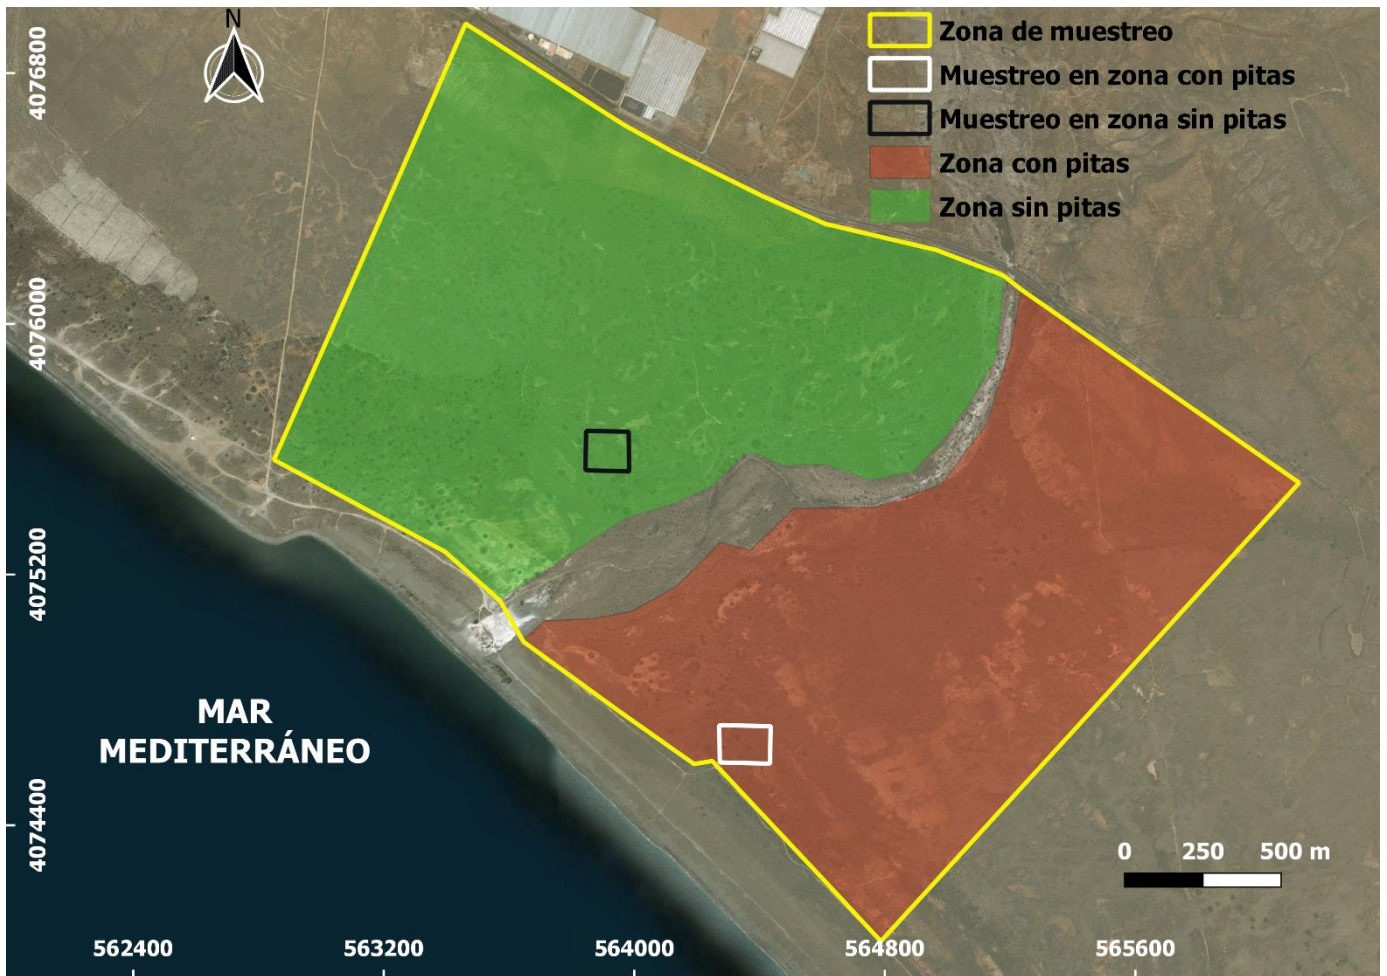 N
Zona de muestreo
Muestreo en zona con pitas
Muestreo en zona sin pitas
Zona con pitas
Zona sin pitas
4076800
4076000
4075200
4074400
MAR
MEDITERRÁNEO
0 250 500 m
562400 563200 564000 564800 565600